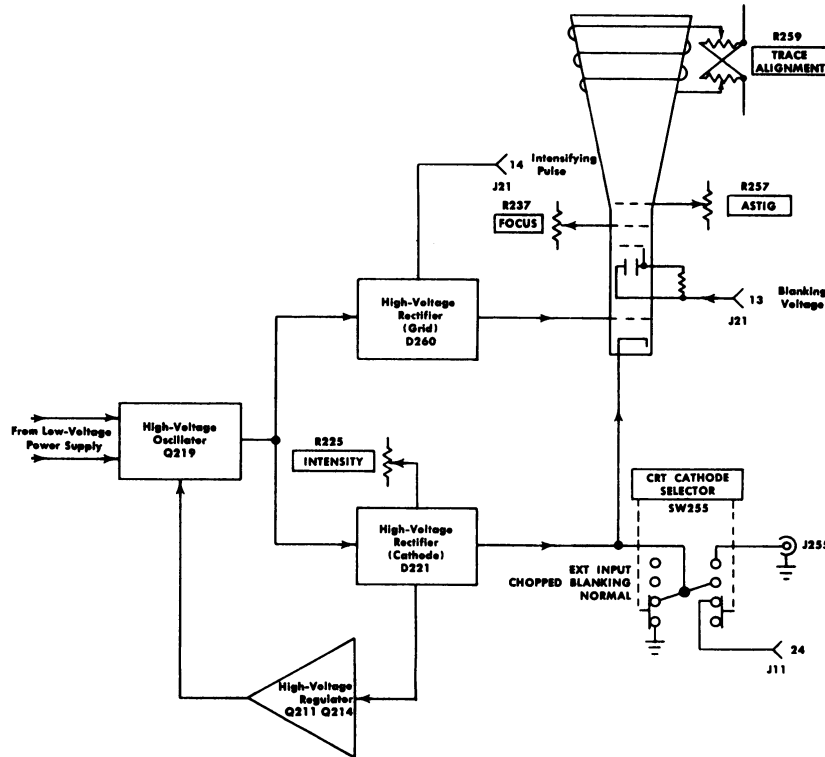 R259
TRACE
ALIGNMENT
14 Intensifying
Pulse
J21
R257
ASTIG
R237
FOCUS
High-Voltage
Rectifier
(Grid)
D260
13 Blanking
Voltage
J21
From Low-Voltage
Power Supply
High-Voltage
Oscillator
Q219
R225
INTENSITY
CRT CATHODE
SELECTOR
SW255
High-Voltage
Rectifier
(Cathode)
D221
J255
EXT INPUT
CHOPPED BLANKING
NORMAL
24
J11
High-Voltage
Regulator
Q211 Q214